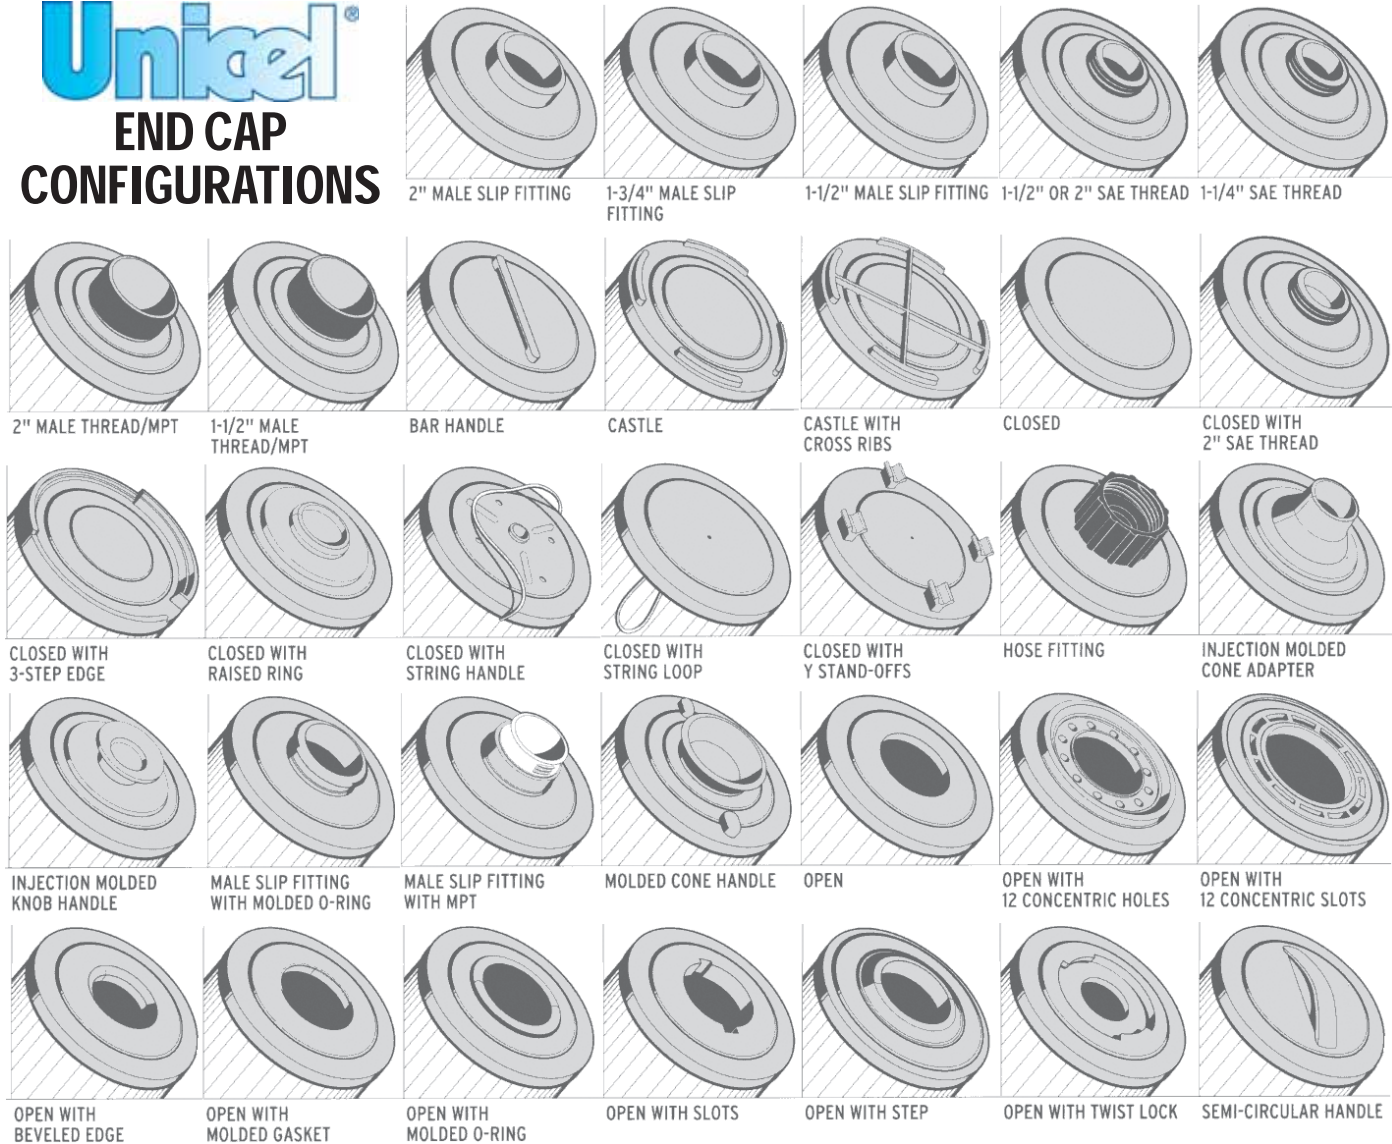 Unicel®
END CAP
CONFIGURATIONS
2" MALE SLIP FITTING
1-3/4" MALE SLIP
FITTING
1-1/2" MALE SLIP FITTING
1-1/2" OR 2" SAE THREAD
1-1/4" SAE THREAD
2" MALE THREAD/MPT
1-1/2" MALE
THREAD/MPT
BAR HANDLE
CASTLE
CASTLE WITH
CROSS RIBS
CLOSED
CLOSED WITH
2" SAE THREAD
CLOSED WITH
3-STEP EDGE
CLOSED WITH
RAISED RING
CLOSED WITH
STRING HANDLE
CLOSED WITH
STRING LOOP
CLOSED WITH
Y STAND-OFFS
HOSE FITTING
INJECTION MOLDED
CONE ADAPTER
INJECTION MOLDED
KNOB HANDLE
MALE SLIP FITTING
WITH MOLDED O-RING
MALE SLIP FITTING
WITH MPT
MOLDED CONE HANDLE
OPEN
OPEN WITH
12 CONCENTRIC HOLES
OPEN WITH
12 CONCENTRIC SLOTS
OPEN WITH
BEVELED EDGE
OPEN WITH
MOLDED GASKET
OPEN WITH
MOLDED O-RING
OPEN WITH SLOTS
OPEN WITH STEP
OPEN WITH TWIST LOCK
SEMI-CIRCULAR HANDLE